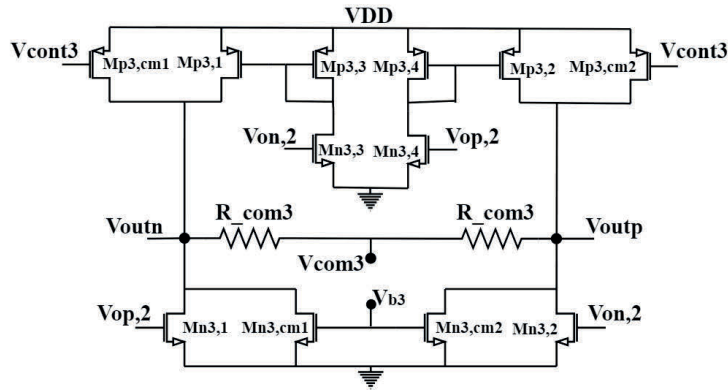 VDD
Vcont3 Mp3,cm1 Mp3,1 Mp3,3 Mp3,4 Mp3,2 Mp3,cm2 Vcont3
Von,2 Mn3,3 Mn3,4 Vop,2
R_com3 R_com3
Voutn Voutp
Vcom3
Vb3
Vop,2 Mn3,1 Mn3,cm1 Mn3,cm2 Mn3,2 Von,2